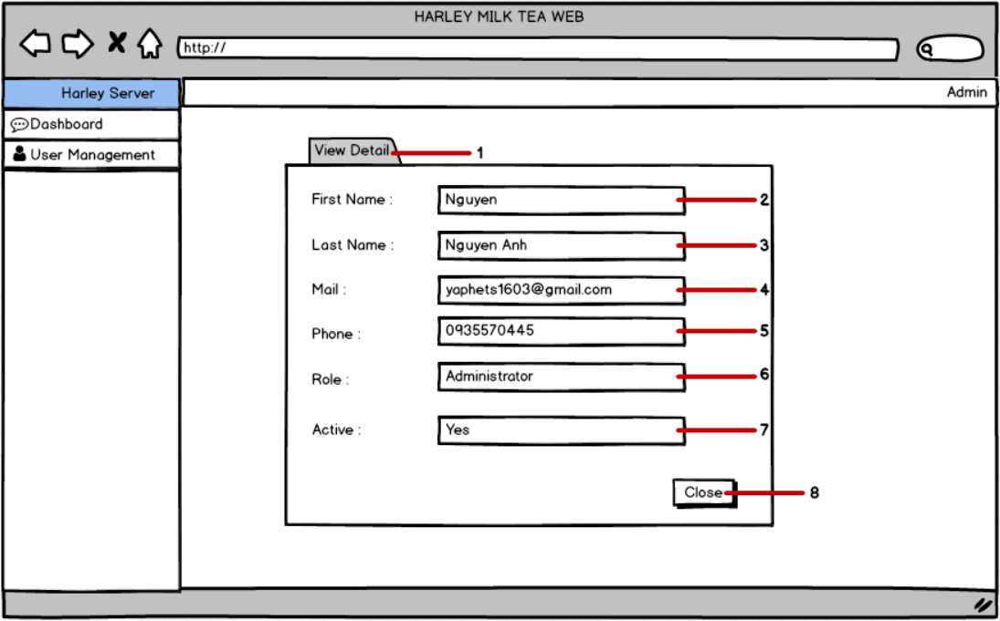 HARLEY MILK TEA WEB
http://
Harley Server
Admin
Dashboard
User Management
View Detail 1
First Name : Nguyen 2
Last Name : Nguyen Anh 3
Mail : yaphets1603@gmail.com 4
Phone : 0935570445 5
Role : Administrator 6
Active : Yes 7
Close 8